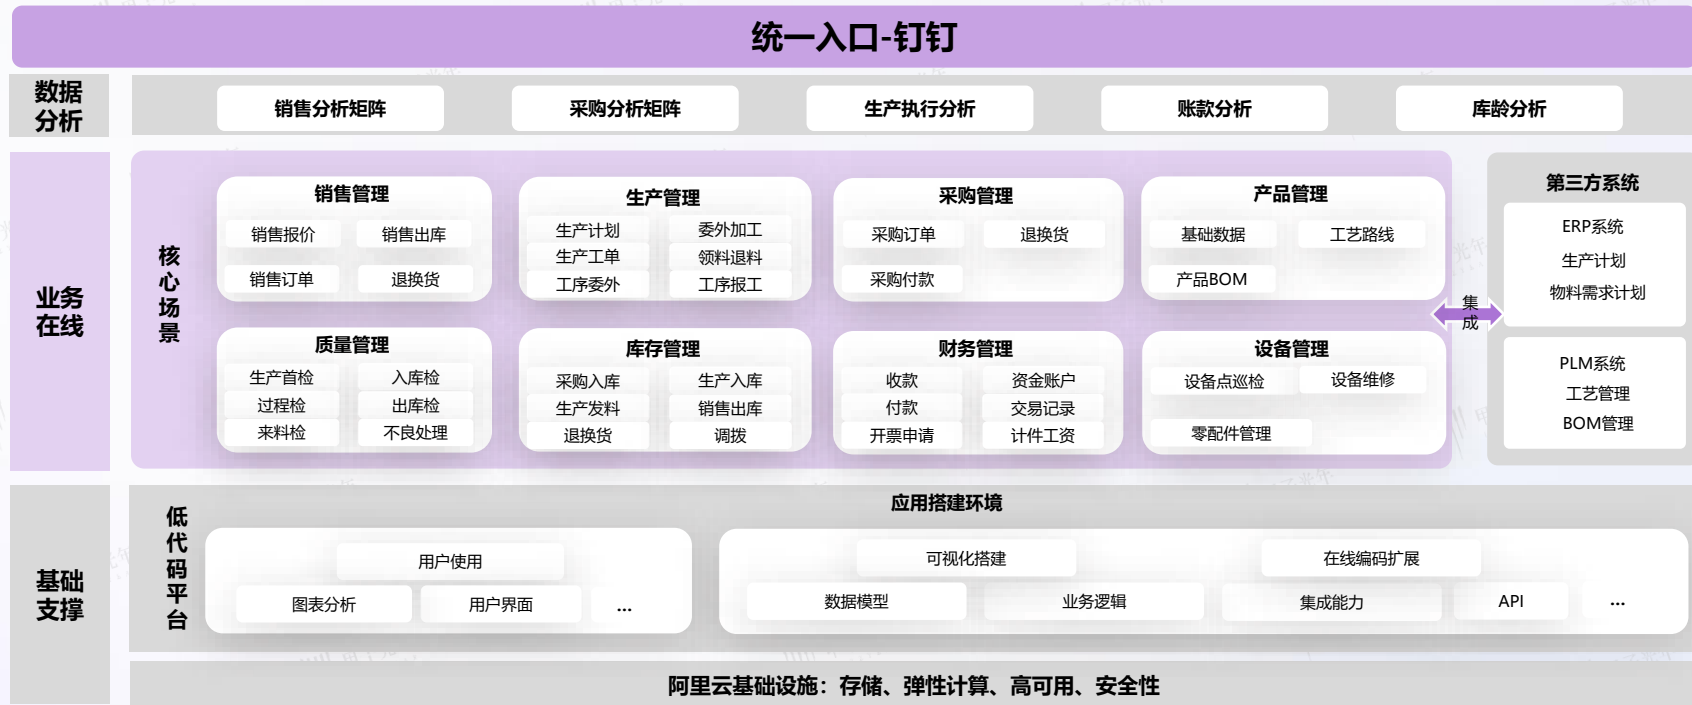 统一入口-钉钉
数据
分析
销售分析矩阵
采购分析矩阵
生产执行分析
账款分析
库龄分析
业务
在线
核心场景
销售管理
销售报价
销售出库
销售订单
退换货
生产管理
生产计划
委外加工
生产工单
领料退料
工序委外
工序报工
采购管理
采购订单
退换货
采购付款
产品管理
基础数据
工艺路线
产品BOM
质量管理
生产首检
入库检
过程检
出库检
来料检
不良处理
库存管理
采购入库
生产入库
生产发料
销售出库
退换货
调拨
财务管理
收款
资金账户
付款
交易记录
开票申请
计件工资
设备管理
设备点巡检
设备维修
零配件管理
集成
第三方系统
ERP系统
生产计划
物料需求计划
PLM系统
工艺管理
BOM管理
基础
支撑
低代码平台
应用搭建环境
用户使用
图表分析
用户界面
...
可视化搭建
在线编码扩展
数据模型
业务逻辑
集成能力
API
...
阿里云基础设施：存储、弹性计算、高可用、安全性